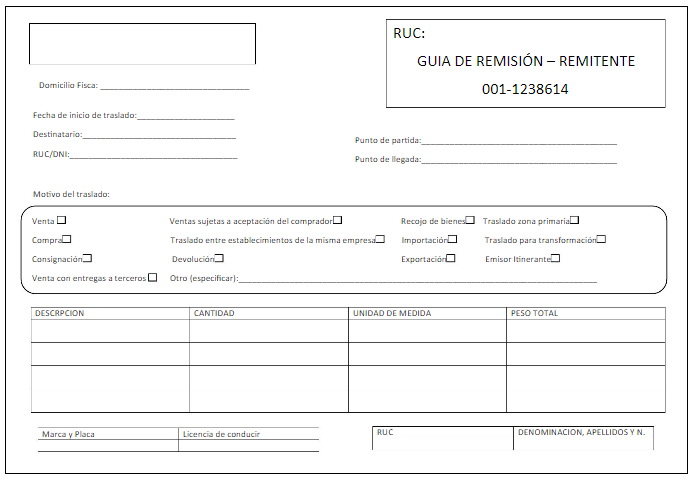 RUC:
GUIA DE REMISIÓN – REMITENTE
001-1238614
Domicilio Fisca: ________________________________
Fecha de inicio de traslado:_____________________
Destinatario:_________________________________
RUC/DNI:____________________________________
Punto de partida:__________________________________________
Punto de llegada:__________________________________________
Motivo del traslado:
Venta □ Ventas sujetas a aceptación del comprador□ Recojo de bienes□ Traslado zona primaria□
Compra□ Traslado entre establecimientos de la misma empresa□ Importación□ Traslado para transformación□
Consignación□ Devolución□ Exportación□ Emisor Itinerante□
Venta con entregas a terceros □ Otro (especificar):______________________________________________________________
DESCRPCION CANTIDAD UNIDAD DE MEDIDA PESO TOTAL
Marca y Placa Licencia de conducir
RUC DENOMINACION, APELLIDOS Y N.